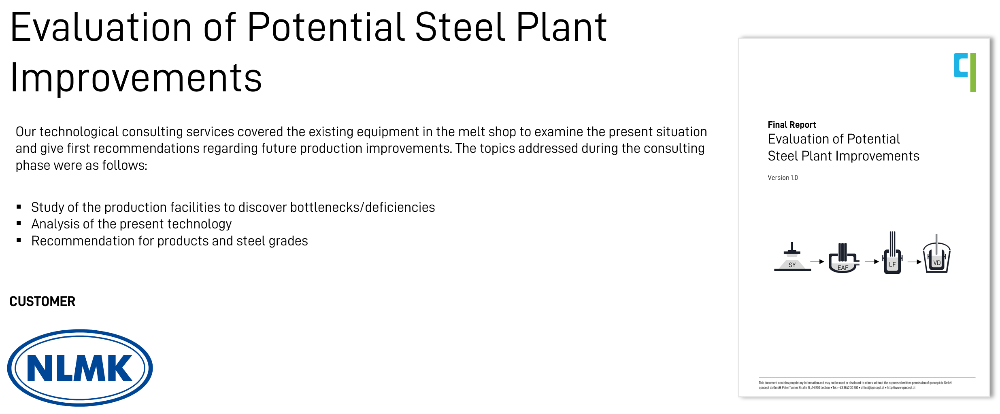 Evaluation of Potential Steel Plant
Improvements
Our technological consulting services covered the existing equipment in the melt shop to examine the present situation
and give first recommendations regarding future production improvements. The topics addressed during the consulting
phase were as follows:
▪ Study of the production facilities to discover bottlenecks/deficiencies
▪ Analysis of the present technology
▪ Recommendation for products and steel grades
CUSTOMER
NLMK
Final Report
Evaluation of Potential
Steel Plant Improvements
Version 1.0
SY
EAF
LF
VD
This document contains proprietary information and may not be used or disclosed to others without the expressed written permission of qoncept dx GmbH
qoncept dx GmbH, Peter Tunner Straße 19, A-8700 Leoben • Tel.: +43 3842 30 300 • office@qoncept.at • http://www.qoncept.at